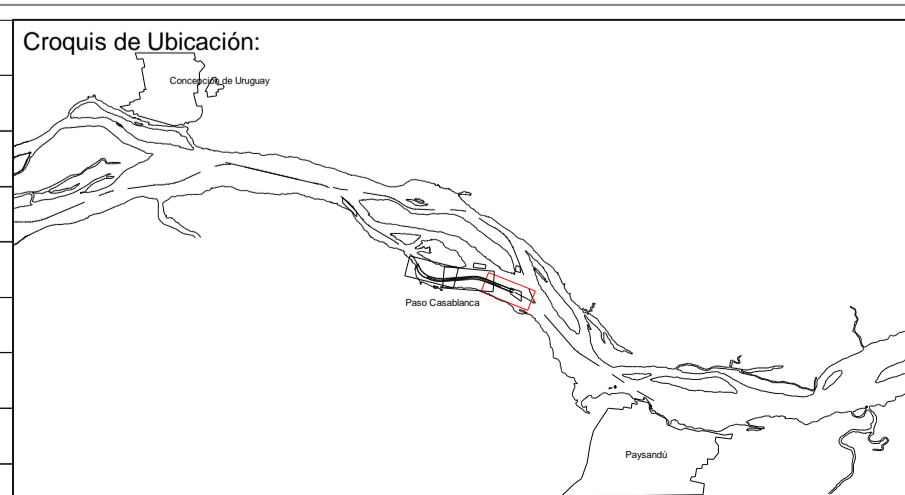 Croquis de Ubicación:
Concepción de Uruguay
Paso Casablanca
Paysandú